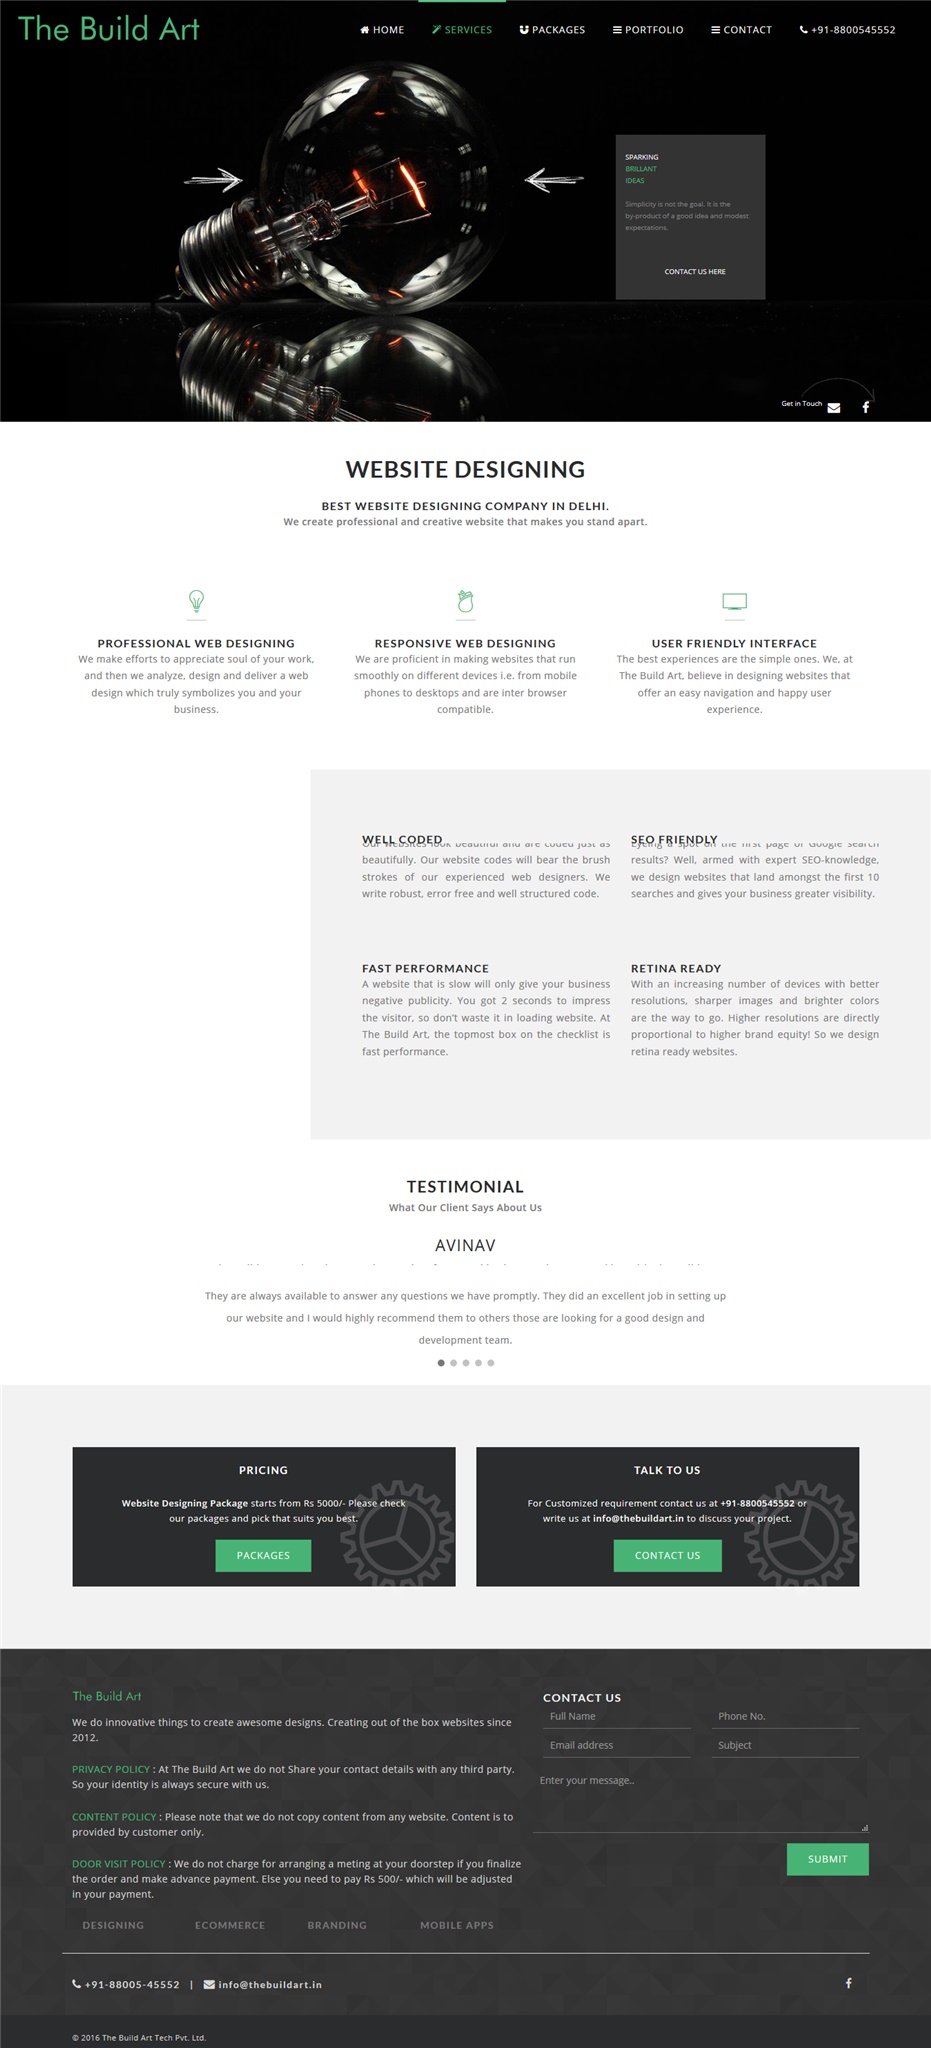 The Build Art
HOME
SERVICES
PACKAGES
PORTFOLIO
CONTACT
+91-8800545552
SPARKING
BRILLANT
IDEAS
Simplicity is not the goal. It is the
by-product of a good idea and modest
expectations.
CONTACT US HERE
Get in Touch
WEBSITE DESIGNING
BEST WEBSITE DESIGNING COMPANY IN DELHI.
We create professional and creative website that makes you stand apart.
PROFESSIONAL WEB DESIGNING
We make efforts to appreciate soul of your work,
and then we analyze, design and deliver a web
design which truly symbolizes you and your
business.
RESPONSIVE WEB DESIGNING
We are proficient in making websites that run
smoothly on different devices i.e. from mobile
phones to desktops and are inter browser
compatible.
USER FRIENDLY INTERFACE
The best experiences are the simple ones. We, at
The Build Art, believe in designing websites that
offer an easy navigation and happy user
experience.
WELL CODED
Our websites look beautiful and are coded just as
beautifully. Our website codes will bear the brush
strokes of our experienced web designers. We
write robust, error free and well structured code.
SEO FRIENDLY
Eyeing a spot on the first page of Google search
results? Well, armed with expert SEO-knowledge,
we design websites that land amongst the first 10
searches and gives your business greater visibility.
FAST PERFORMANCE
A website that is slow will only give your business
negative publicity. You got 2 seconds to impress
the visitor, so don't waste it in loading website. At
The Build Art, the topmost box on the checklist is
fast performance.
RETINA READY
With an increasing number of devices with better
resolutions, sharper images and brighter colors
are the way to go. Higher resolutions are directly
proportional to higher brand equity! So we design
retina ready websites.
TESTIMONIAL
What Our Client Says About Us
AVINAV
They are always available to answer any questions we have promptly. They did an excellent job in setting up
our website and I would highly recommend them to others those are looking for a good design and
development team.
PRICING
Website Designing Package starts from Rs 5000/- Please check
our packages and pick that suits you best.
PACKAGES
TALK TO US
For Customized requirement contact us at +91-8800545552 or
write us at info@thebuildart.in to discuss your project.
CONTACT US
The Build Art
We do innovative things to create awesome designs. Creating out of the box websites since
2012.
PRIVACY POLICY : At The Build Art we do not Share your contact details with any third party.
So your identity is always secure with us.
CONTENT POLICY : Please note that we do not copy content from any website. Content is to
provided by customer only.
DOOR VISIT POLICY : We do not charge for arranging a meting at your doorstep if you finalize
the order and make advance payment. Else you need to pay Rs 500/- which will be adjusted
in your payment.
CONTACT US
Full Name
Phone No.
Email address
Subject
Enter your message..
SUBMIT
DESIGNING
ECOMMERCE
BRANDING
MOBILE APPS
+91-88005-45552 | info@thebuildart.in
© 2016 The Build Art Tech Pvt. Ltd.